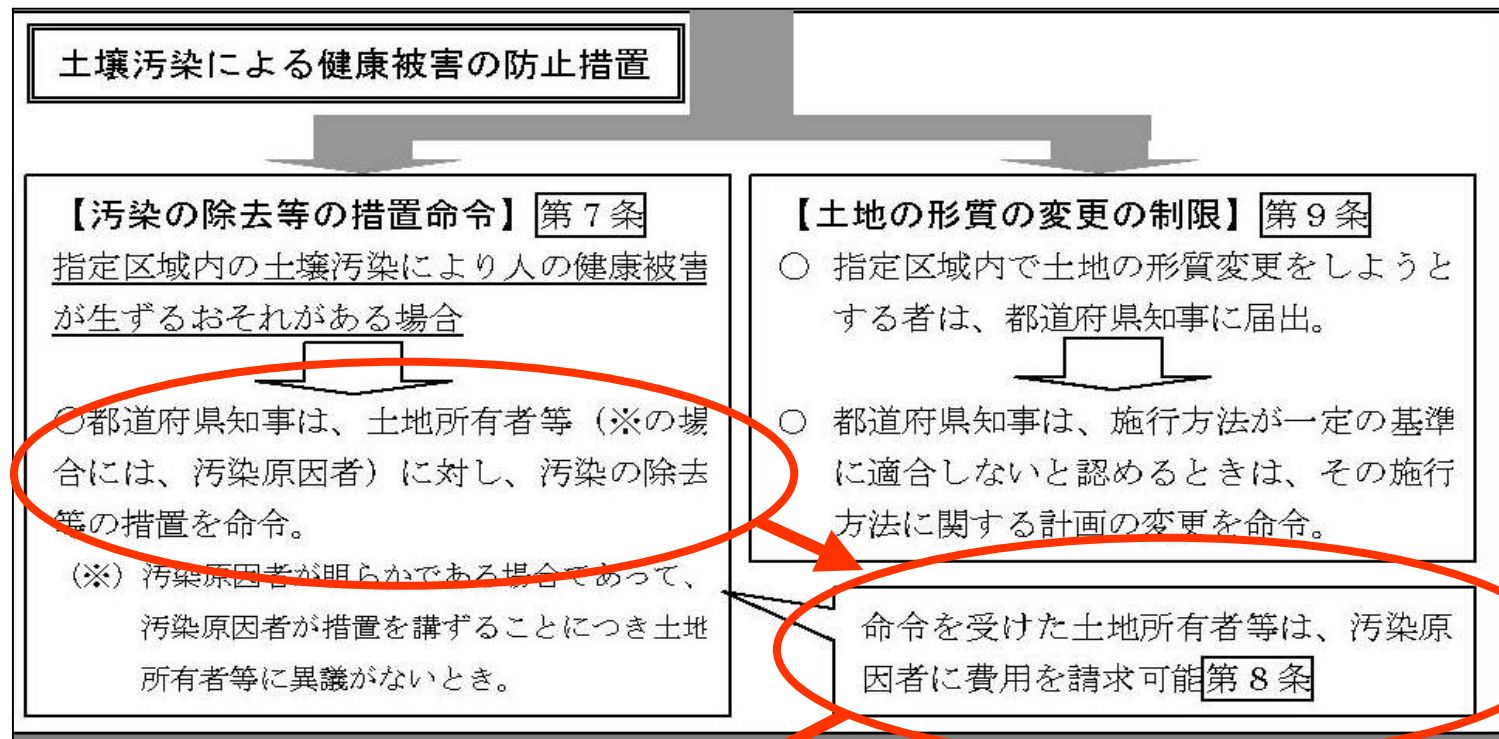 土壌汚染による健康被害の防止措置
【汚染の除去等の措置命令】第7条
指定区域内の土壌汚染により人の健康被害
が生ずるおそれがある場合
○都道府県知事は、土地所有者等（※の場
合には、汚染原因者）に対し、汚染の除去
等の措置を命令。
（※）汚染原因者が明らかである場合であって、
汚染原因者が措置を講ずることにつき土地
所有者等に異議がないとき。
【土地の形質の変更の制限】第9条
○ 指定区域内で土地の形質変更をしようと
する者は、都道府県知事に届出。
○ 都道府県知事は、施行方法が一定の基準
に適合しないと認めるときは、その施行
方法に関する計画の変更を命令。
命令を受けた土地所有者等は、汚染原
因者に費用を請求可能第8条